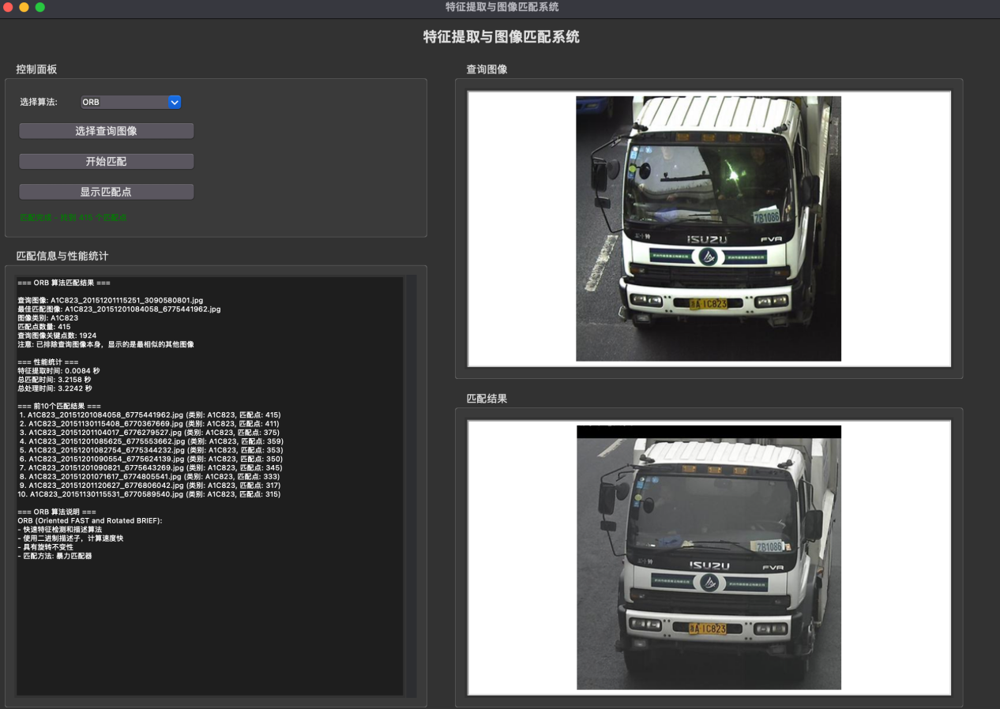 特征提取与图像匹配系统
特征提取与图像匹配系统
控制面板
选择算法:
ORB
选择查询图像
开始匹配
显示匹配点
匹配完成 - 找到 415 个匹配点
匹配信息与性能统计
=== ORB 算法匹配结果 ===
查询图像: A1C823_20151201115251_3090580801.jpg
最佳匹配图像: A1C823_20151201084058_6775441962.jpg
图像类别: A1C823
匹配点数量: 415
查询图像关键点数: 1924
注意: 已排除查询图像本身，显示的是最相似的其他图像
=== 性能统计 ===
特征提取时间: 0.0084 秒
总匹配时间: 3.2158 秒
总处理时间: 3.2242 秒
=== 前10个匹配结果 ===
1. A1C823_20151201084058_6775441962.jpg (类别: A1C823, 匹配点: 415)
2. A1C823_20151130115408_6770367669.jpg (类别: A1C823, 匹配点: 411)
3. A1C823_20151201104017_6776279527.jpg (类别: A1C823, 匹配点: 375)
4. A1C823_20151201085625_6775553662.jpg (类别: A1C823, 匹配点: 359)
5. A1C823_20151201082754_6775344232.jpg (类别: A1C823, 匹配点: 353)
6. A1C823_20151201090554_6775624139.jpg (类别: A1C823, 匹配点: 350)
7. A1C823_20151201090821_6775643269.jpg (类别: A1C823, 匹配点: 345)
8. A1C823_20151201071617_6774805541.jpg (类别: A1C823, 匹配点: 333)
9. A1C823_20151201120627_6776806042.jpg (类别: A1C823, 匹配点: 317)
10. A1C823_20151130115531_6770589540.jpg (类别: A1C823, 匹配点: 315)
=== ORB 算法说明 ===
ORB (Oriented FAST and Rotated BRIEF):
- 快速特征检测和描述算法
- 使用二进制描述子，计算速度快
- 具有旋转不变性
- 匹配方法: 暴力匹配器
查询图像
ZB1086
ISUZU
FVR
A·1C823
匹配结果
ZB1086
ISUZU
FVR
A·1C823